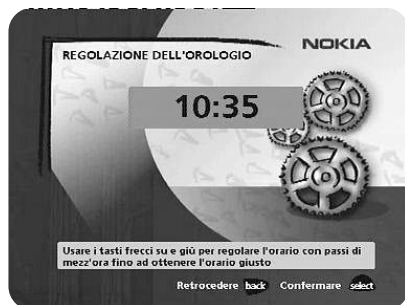 NOKIA
REGOLAZIONE DELL'OROLOGIO
10:35
Usare i tasti frecci su e giù per regolare l'orario con passi di
mezz'ora fino ad ottenere l'orario giusto
Retrocedere back Confermare select